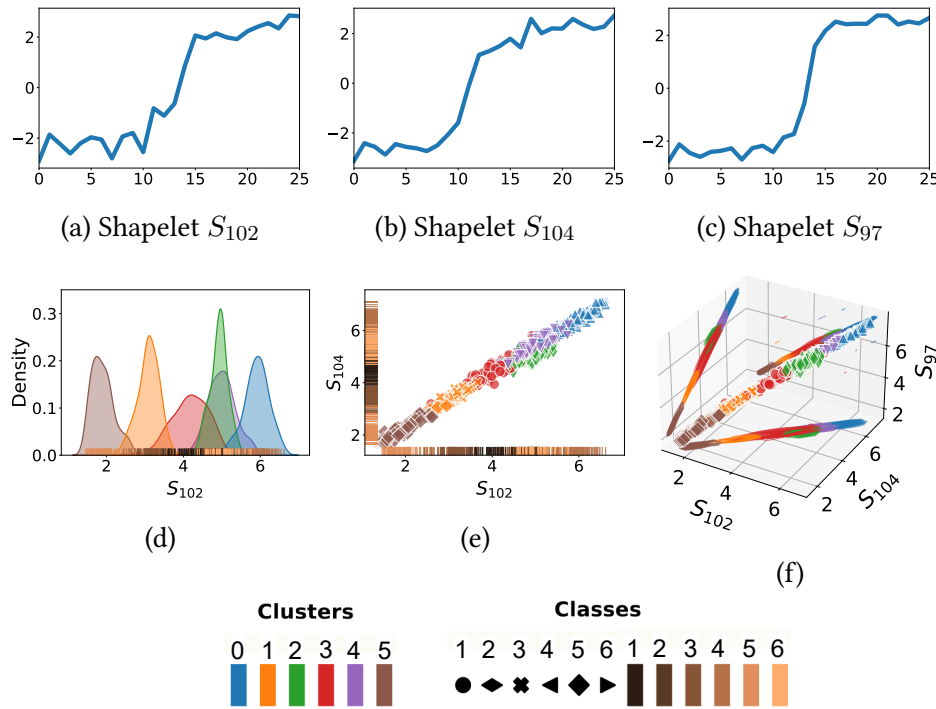 2
0
−2
0 5 10 15 20 25
2
0
−2
0 5 10 15 20 25
2
0
−2
0 5 10 15 20 25
(a) Shapelet S102
(b) Shapelet S104
(c) Shapelet S97
0.3
0.2
0.1
0.0
Density
2 4 6
S102
6
4
2
S104
2 4 6
S102
6
4
2
S97
2 4 6
S102
2 4 6
S104
(d)
(e)
(f)
Clusters
0 1 2 3 4 5
Classes
1 2 3 4 5 6 1 2 3 4 5 6